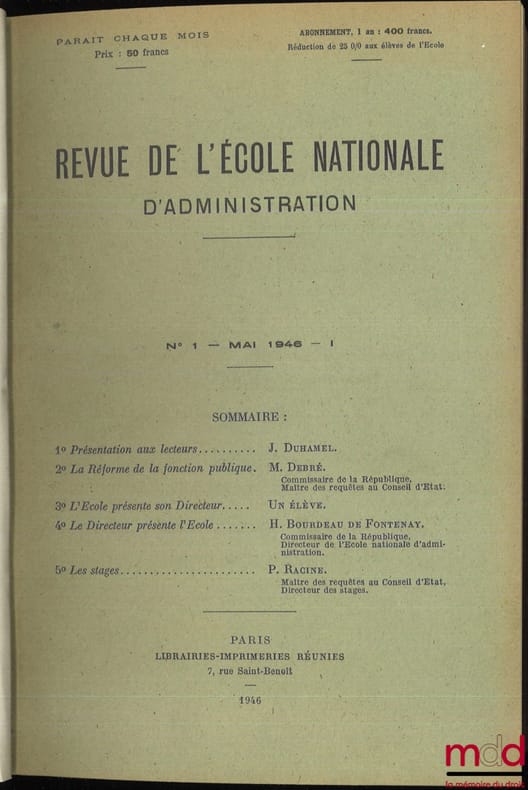 PARAIT CHAQUE MOIS
Prix : 50 francs
ABONNEMENT, 1 an : 400 francs.
Réduction de 25 0/0 aux élèves de l'Ecole
REVUE DE L'ÉCOLE NATIONALE
D'ADMINISTRATION
N° 1 — MAI 1946 — I
SOMMAIRE :
1º Présentation aux lecteurs.......... J. DUHAMEL.
2º La Réforme de la fonction publique. M. DEBRÉ.
Commissaire de la République,
Maître des requêtes au Conseil d'Etat.
3º L'Ecole présente son Directeur..... UN ÉLÈVE.
4º Le Directeur présente l'Ecole ....... H. BOURDEAU DE FONTENAY.
Commissaire de la République,
Directeur de l'Ecole nationale d'admi-
nistration.
5º Les stages....................... P. RACINE.
Maître des requêtes au Conseil d'Etat,
Directeur des stages.
PARIS
LIBRAIRIES-IMPRIMERIES RÉUNIES
7, rue Saint-Benoît
1946
mdd
la mémoire du droit